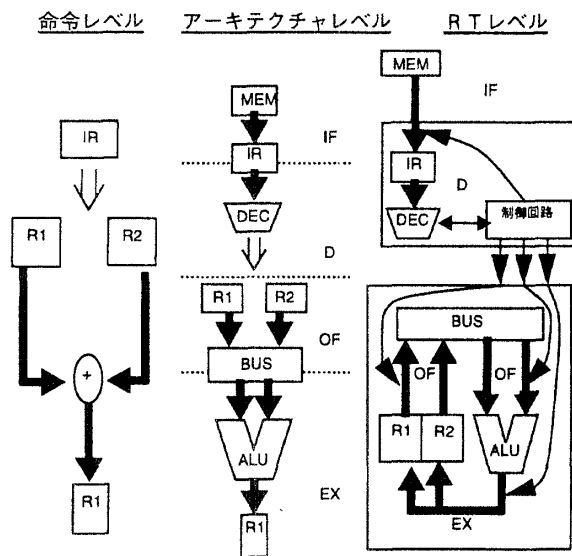 命令レベル
IR
R1
R2
+
R1
アーキテクチャレベル
MEM
IF
IR
DEC
D
R1
R2
OF
BUS
ALU
EX
R1
RTレベル
MEM
IF
IR
D
DEC
制御回路
BUS
OF
OF
R1
R2
ALU
EX